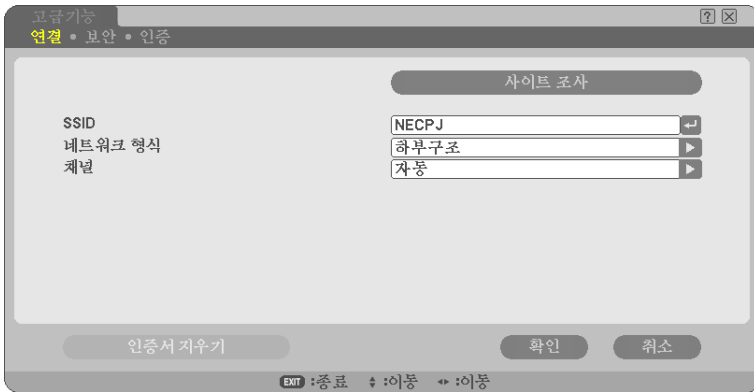 고급기능
연결 • 보안 • 인증
사이트 조사
SSID NECPJ
네트워크 형식 하부구조
채널 자동
인증서 지우기 확인 취소
EXIT :종료 :이동 :이동